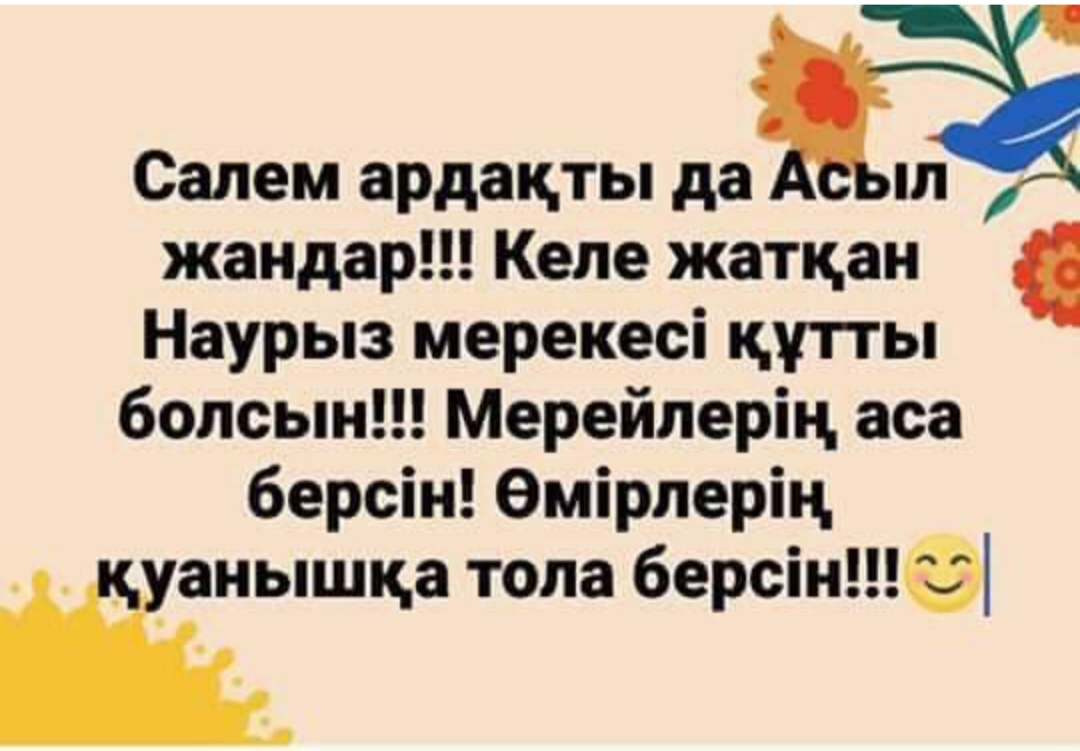 Салем ардақты да Асыл
жандар!!! Келе жатқан
Наурыз мерекесі құтты
болсын!!! Мерейлерің аса
берсін! Өмірлерің
қуанышқа тола берсін!!!😊